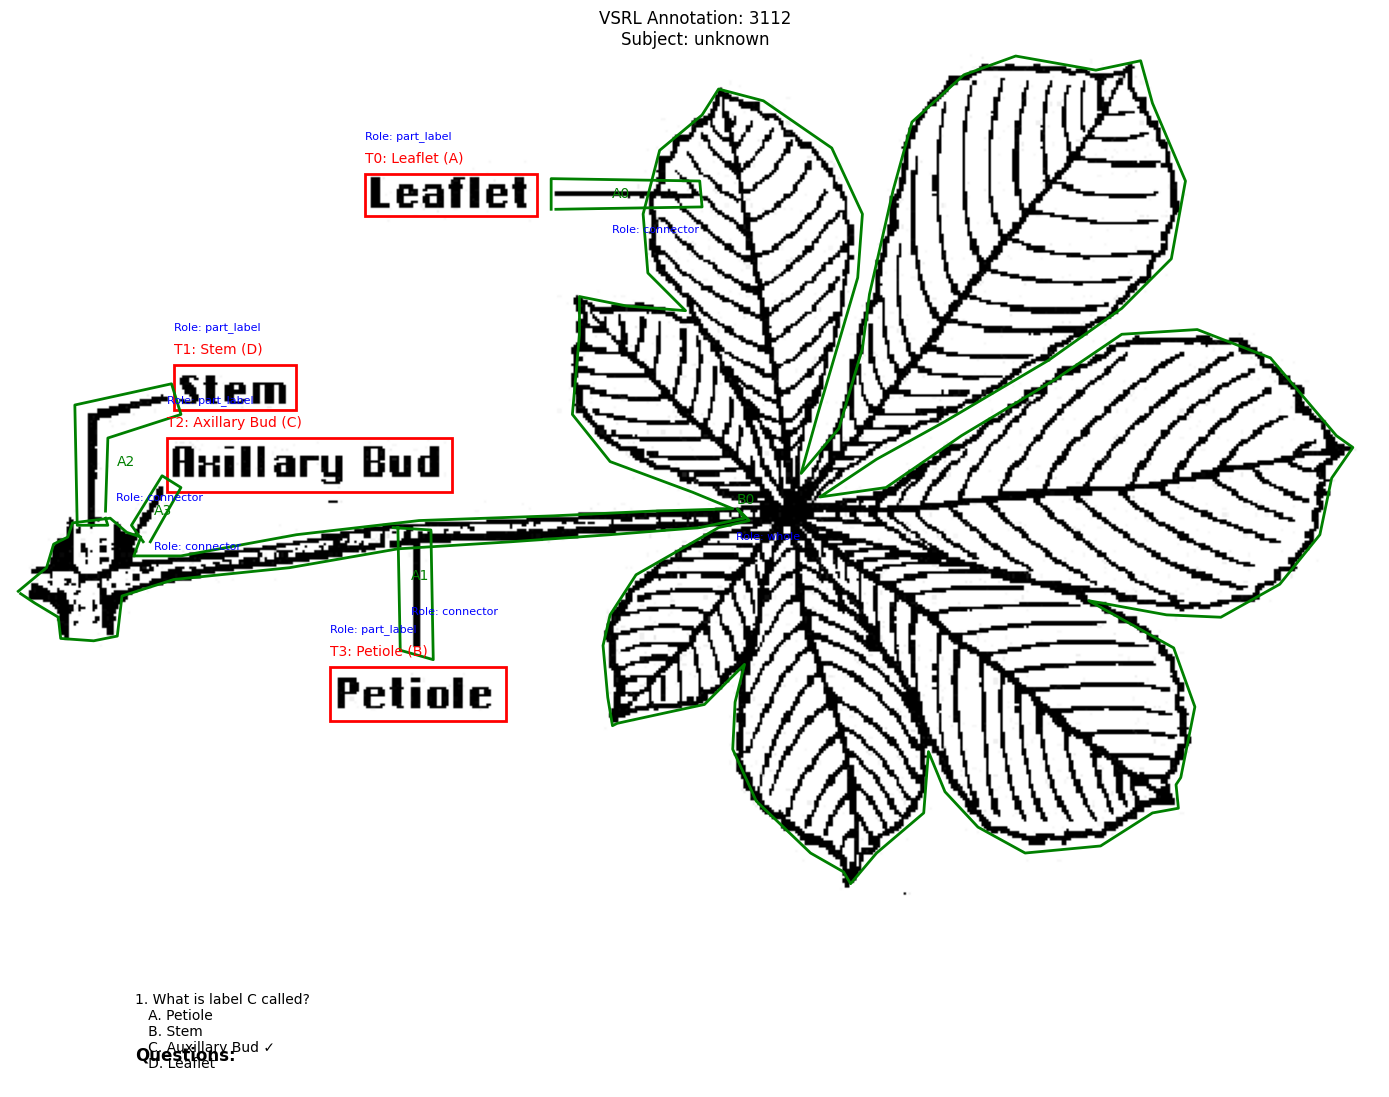 VSRL Annotation: 3112
Subject: unknown
Role: part_label
T0: Leaflet (A)
Leaflet
A0
Role: connector
Role: part_label
T1: Stem (D)
Stem
Role: part_label
T2: Axillary Bud (C)
Axillary Bud
A2
Role: connector
A3
Role: connector
B0
Role: whole
A1
Role: connector
Role: part_label
T3: Petiole (B)
Petiole
1. What is label C called?
A. Petiole
B. Stem
C. Auxillary Bud ✓
Questions:
D. Leaflet